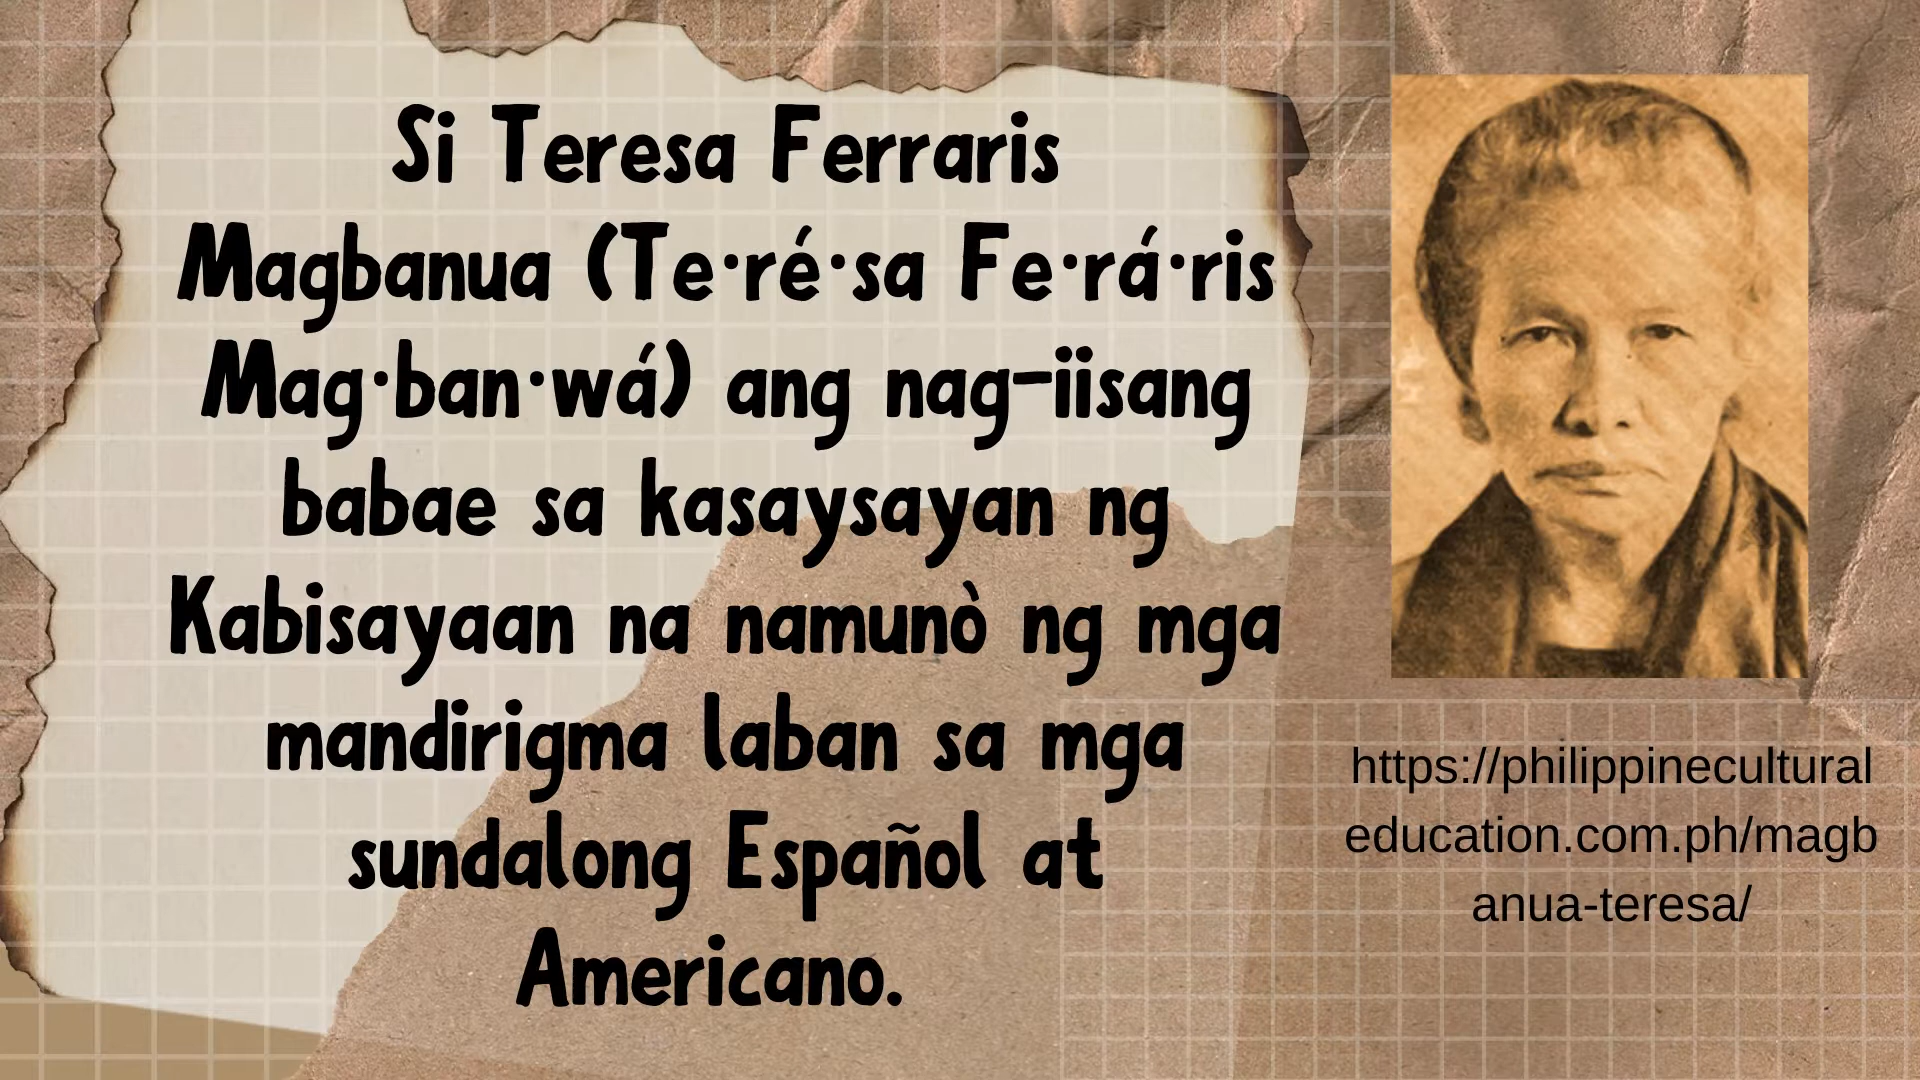 Si Teresa Ferraris
Magbanua (Te·ré·sa Fe·rá·ris
Mag·ban·wá) ang nag-iisang
babae sa kasaysayan ng
Kabisayaan na namunò ng mga
mandirigma laban sa mga
sundalong Español at
Americano.
https://philippinecultural
education.com.ph/magb
anua-teresa/